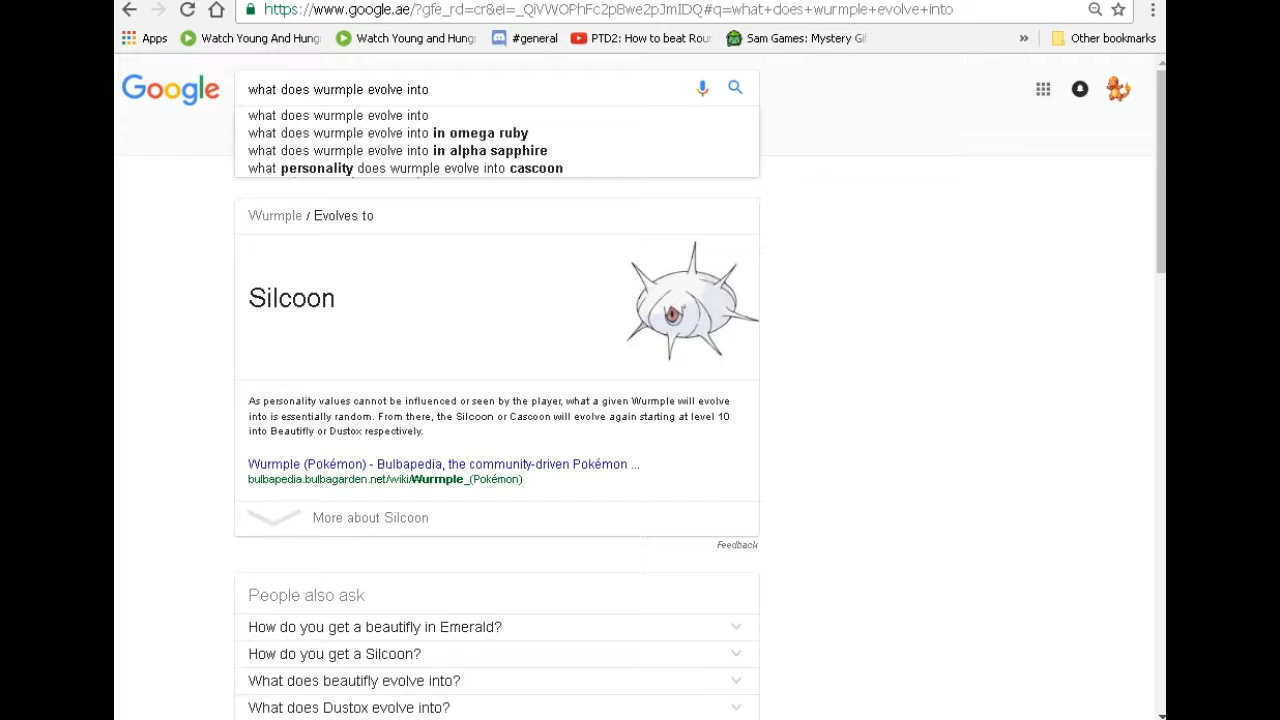 https://www.google.ae/?gfe_rd=cr&ei=_QiVWOPhFc2p8we2pJmIDQ#q=what+does+wurmple+evolve+into
Apps Watch Young And Hung Watch Young and Hung #general PTD2: How to beat Rou Sam Games: Mystery Gif » Other bookmarks
Google what does wurmple evolve into
what does wurmple evolve into
what does wurmple evolve into in omega ruby
what does wurmple evolve into in alpha sapphire
what personality does wurmple evolve into cascoon
Wurmple / Evolves to
Silcoon
As personality values cannot be influenced or seen by the player, what a given Wurmple will evolve
into is essentially random. From there, the Silcoon or Cascoon will evolve again starting at level 10
into Beautifly or Dustox respectively.
Wurmple (Pokémon) - Bulbapedia, the community-driven Pokémon ...
bulbapedia.bulbagarden.net/wiki/Wurmple_(Pokémon)
More about Silcoon
Feedback
People also ask
How do you get a beautifly in Emerald?
How do you get a Silcoon?
What does beautifly evolve into?
What does Dustox evolve into?